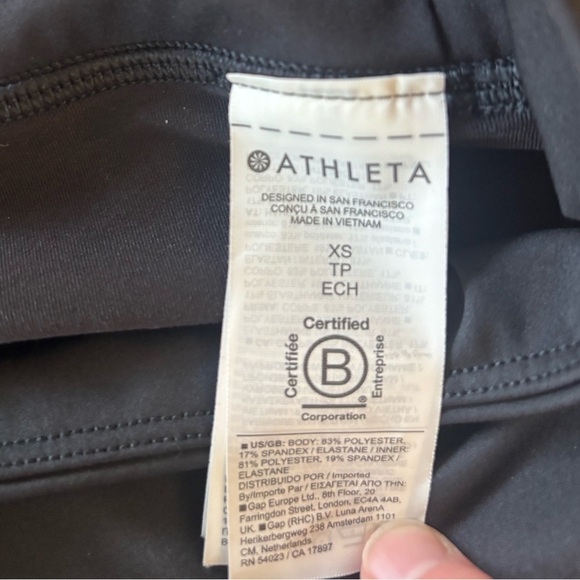 ATHLETA
DESIGNED IN SAN FRANCISCO
CONÇU À SAN FRANCISCO
MADE IN VIETNAM
XS
TP
ECH
Certified
Certifiée
B
Entreprise
®
Corporation
■ US/GB: BODY: 83% POLYESTER,
17% SPANDEX / ELASTANE / INNER:
81% POLYESTER, 19% SPANDEX /
ELASTANE
DISTRIBUIDO POR / Imported
By/Importe Par / ΕΙΣΑΓΕΤΑΙ ΑΠΟ ΤΗΝ:
■Gap Europe Ltd., 8th Floor, 20
Farringdon Street, London, EC4A 4AB,
UK. ■Gap (RHC) B.V. Luna ArenA
Herikerbergweg 238 Amsterdam 1101
CM, Netherlands
RN 54023 / CA 17897